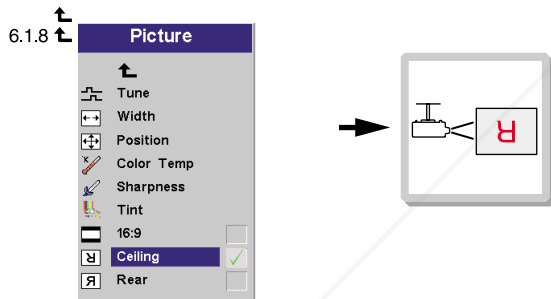 6.1.8
Picture
Tune
Width
Position
K Color Temp
Sharpness
Tint
16:9
R Ceiling
R Rear
R